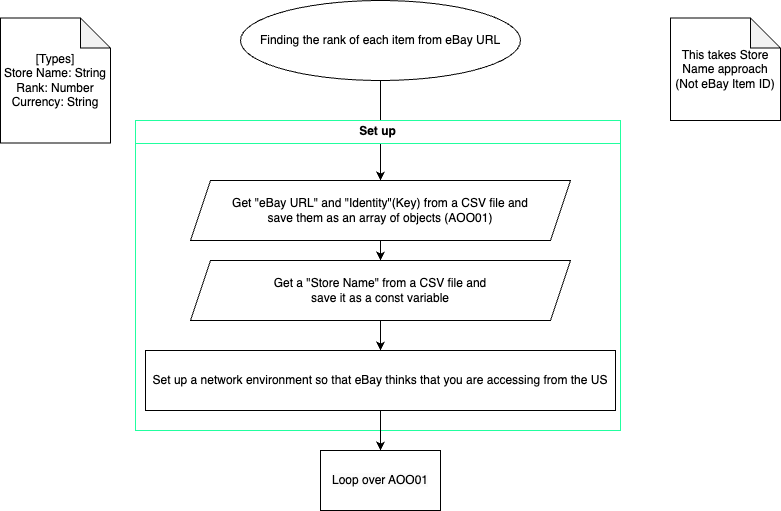 [Types]
Store Name: String
Rank: Number
Currency: String
Finding the rank of each item from eBay URL
This takes Store
Name approach
(Not eBay Item ID)
Set up
Get "eBay URL" and "Identity"(Key) from a CSV file and
save them as an array of objects (AOO01)
Get a "Store Name" from a CSV file and
save it as a const variable
Set up a network environment so that eBay thinks that you are accessing from the US
Loop over AOO01